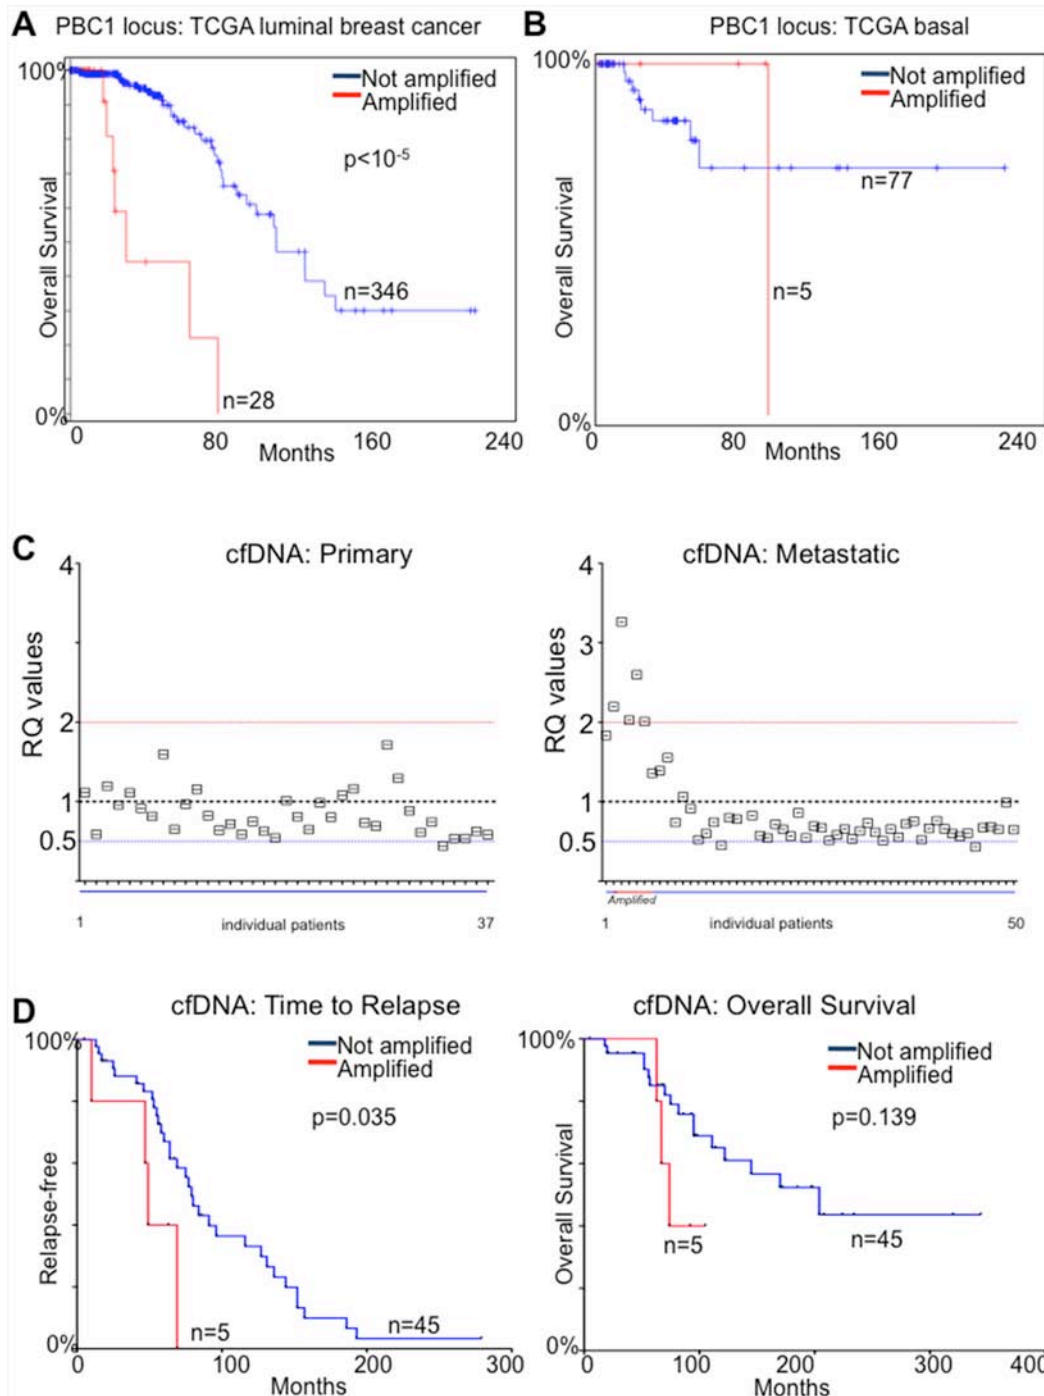 A PBC1 locus: TCGA luminal breast cancer
100%
Not amplified
Amplified
p<10-5
Overall Survival
n=346
n=28
0%
0 80 160 240
Months
B PBC1 locus: TCGA basal
100%
Not amplified
Amplified
n=77
Overall Survival
n=5
0%
0 80 160 240
Months
C cfDNA: Primary
4
RQ values
2
1
0.5
1 individual patients 37
cfDNA: Metastatic
4
3
RQ values
2
1
0.5
Amplified
1 individual patients 50
D cfDNA: Time to Relapse
100%
Not amplified
Amplified
p=0.035
Relapse-free
n=5 n=45
0%
0 100 200 300
Months
cfDNA: Overall Survival
100%
Not amplified
Amplified
p=0.139
Overall Survival
n=5 n=45
0%
0 100 200 300 400
Months